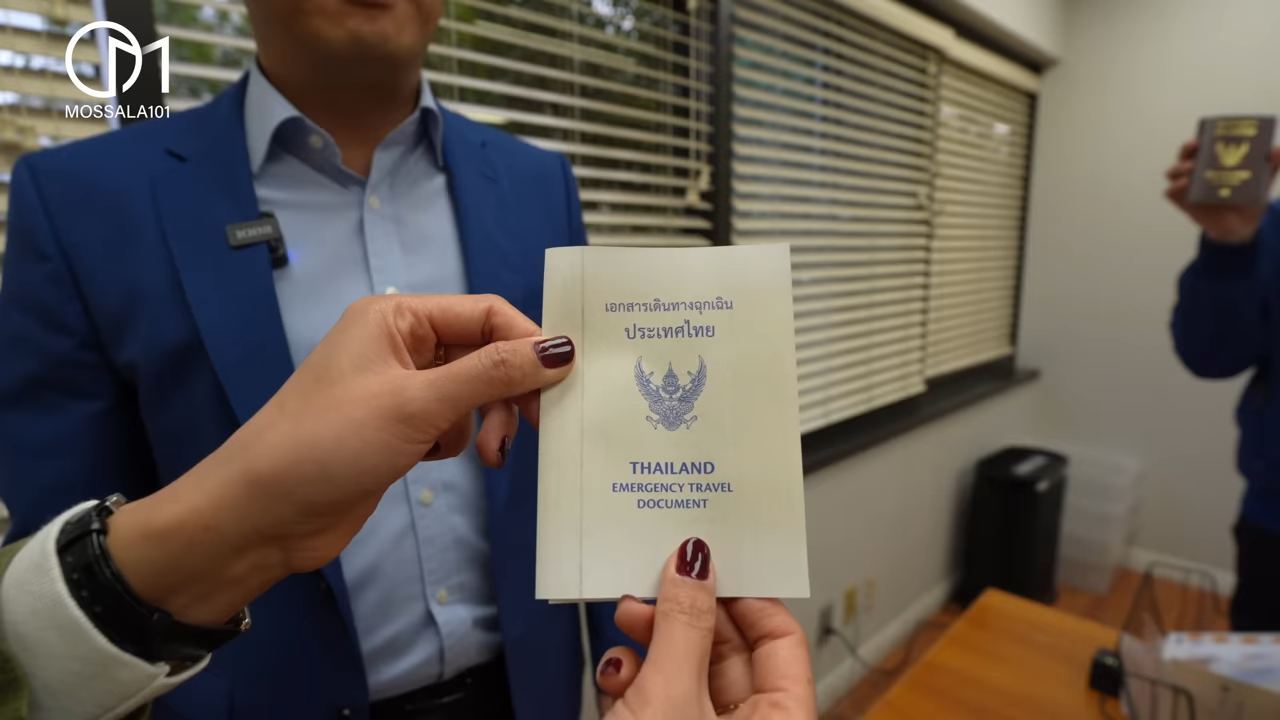 MOSSALA101
เอกสารเดินทางฉุกเฉิน
ประเทศไทย
THAILAND
EMERGENCY TRAVEL
DOCUMENT